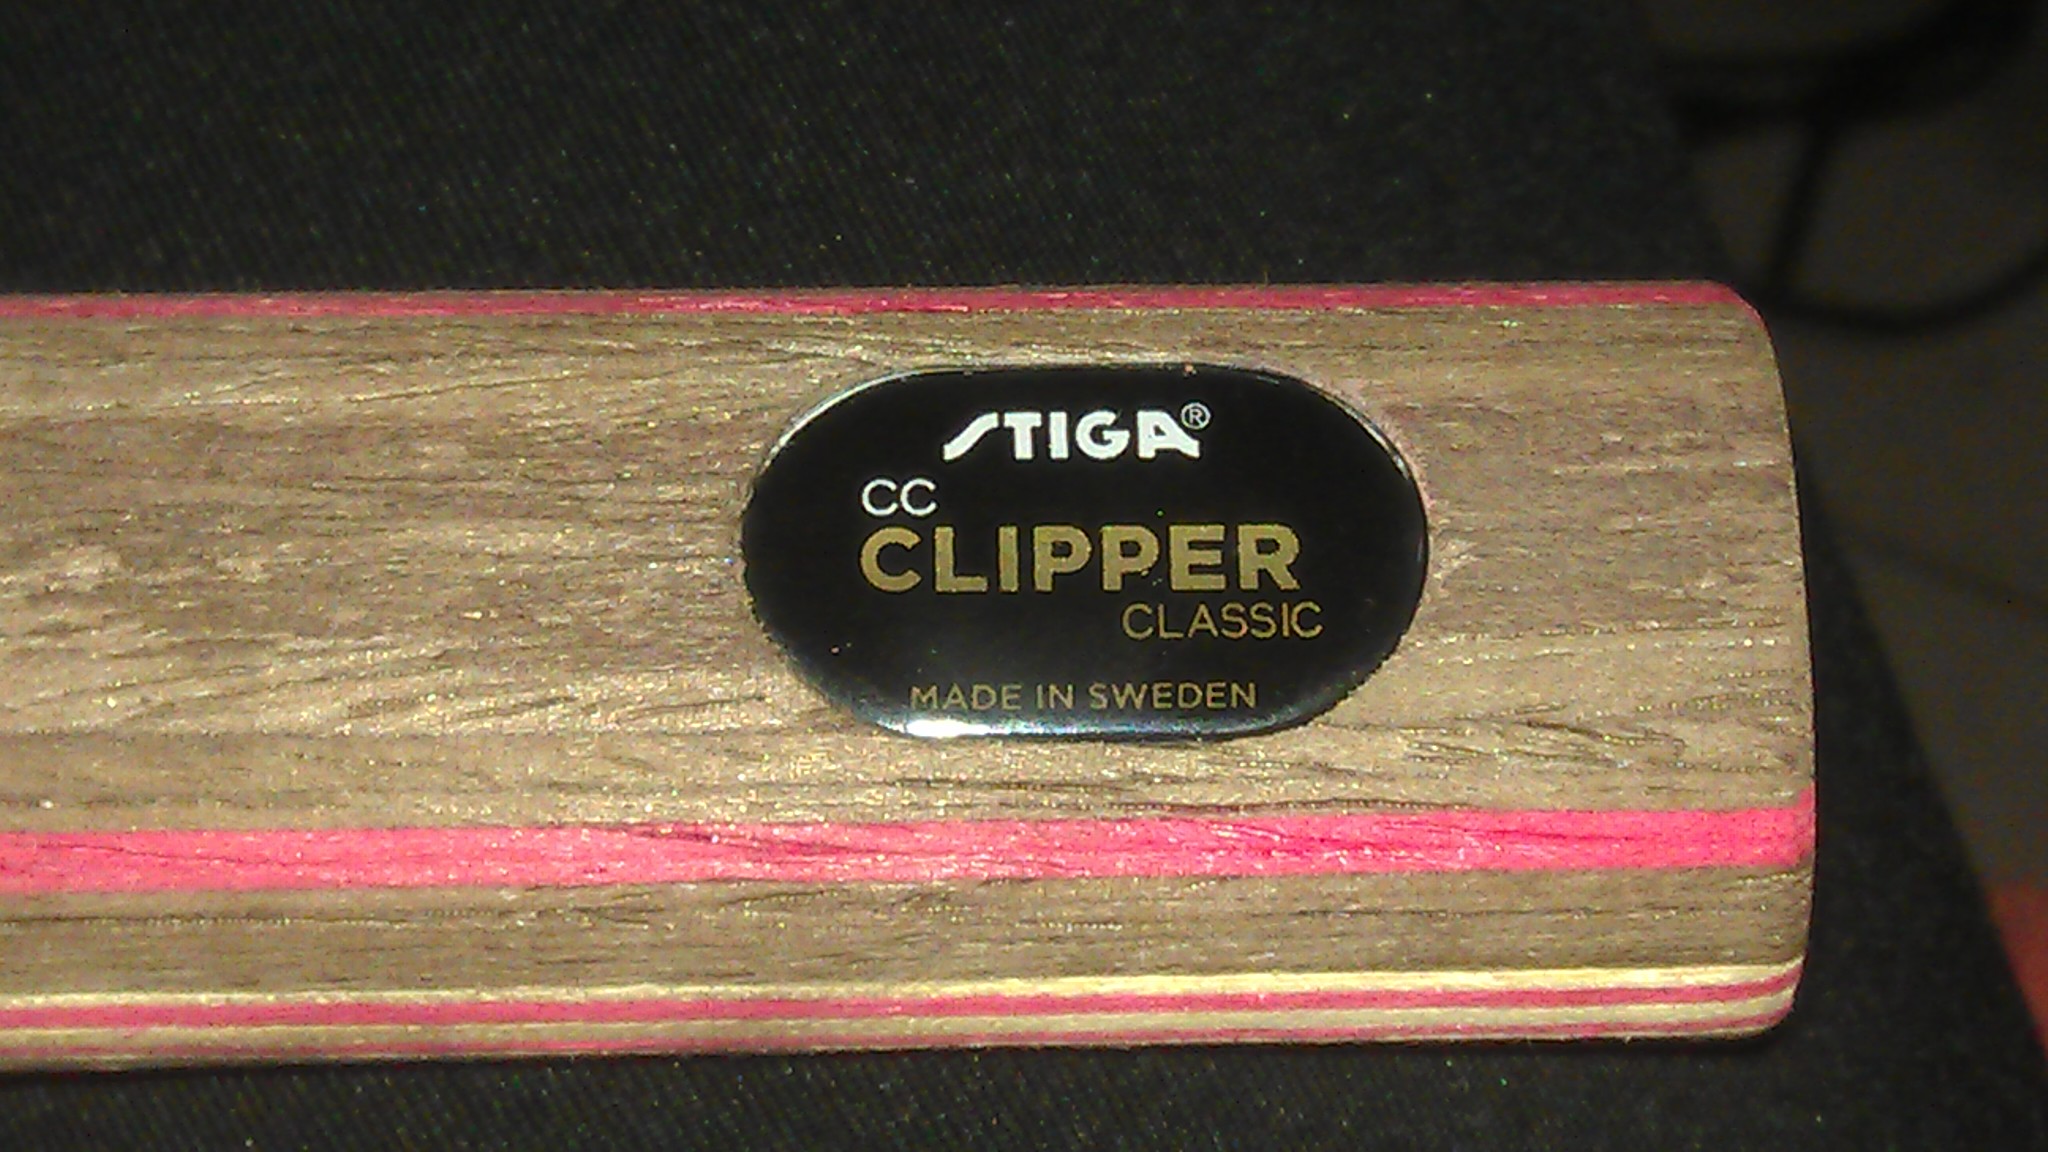 STIGA®
CC
CLIPPER
CLASSIC
MADE IN SWEDEN